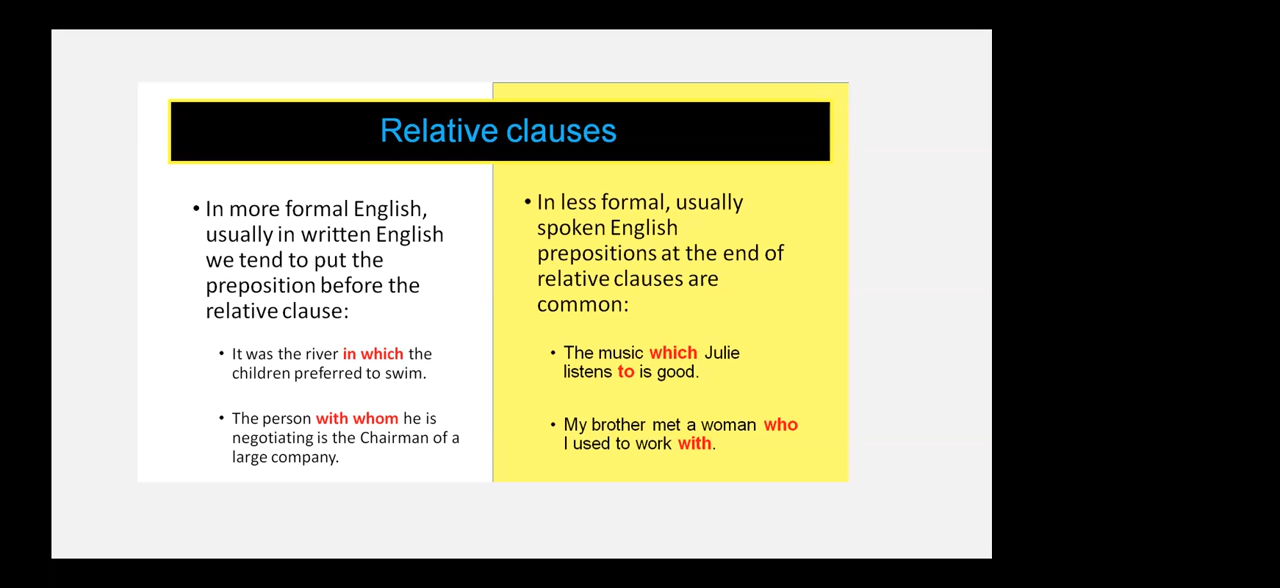 Relative clauses
• In more formal English,
usually in written English
we tend to put the
preposition before the
relative clause:
• It was the river in which the
children preferred to swim.
• The person with whom he is
negotiating is the Chairman of a
large company.
• In less formal, usually
spoken English
prepositions at the end of
relative clauses are
common:
• The music which Julie
listens to is good.
• My brother met a woman who
I used to work with.